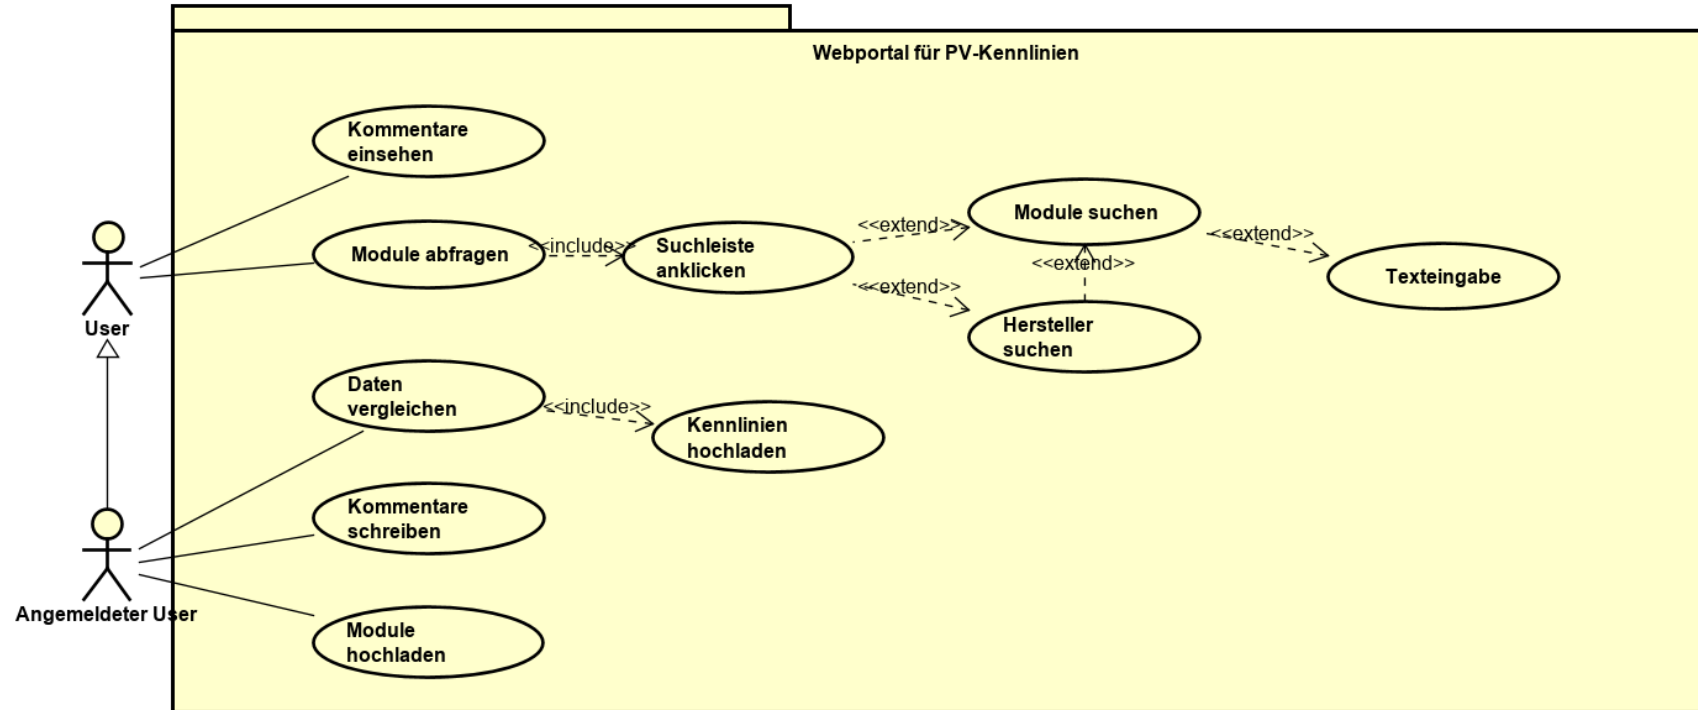 Webportal für PV-Kennlinien
Kommentare
einsehen
Module abfragen
<<include>>
Suchleiste
anklicken
<<extend>>
<<extend>>
Module suchen
<<extend>>
Hersteller
suchen
<<extend>>
Texteingabe
User
Daten
vergleichen
<<include>>
Kennlinien
hochladen
Kommentare
schreiben
Angemeldeter User
Module
hochladen